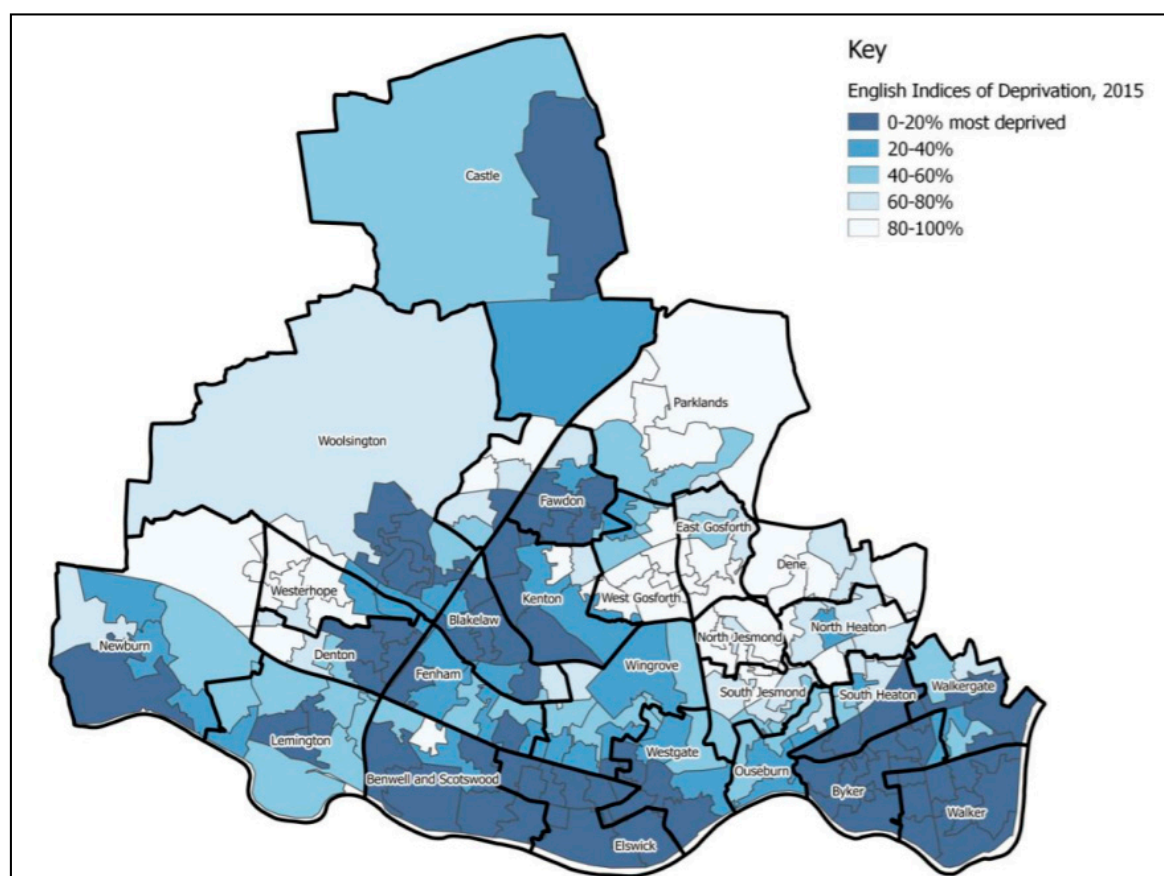 Key
English Indices of Deprivation, 2015
0-20% most deprived
20-40%
40-60%
60-80%
80-100%
Castle
Parklands
Woolsington
Fawdon
East Gosforth
Dene
Westerhope
Kenton
West Gosforth
Blakelaw
North Heaton
North Jesmond
Newburn
Denton
Fenham
Wingrove
South Jesmond
South Heaton
Walkergate
Lemington
Westgate
Ouseburn
Benwell and Scotswood
Byker
Walker
Elswick